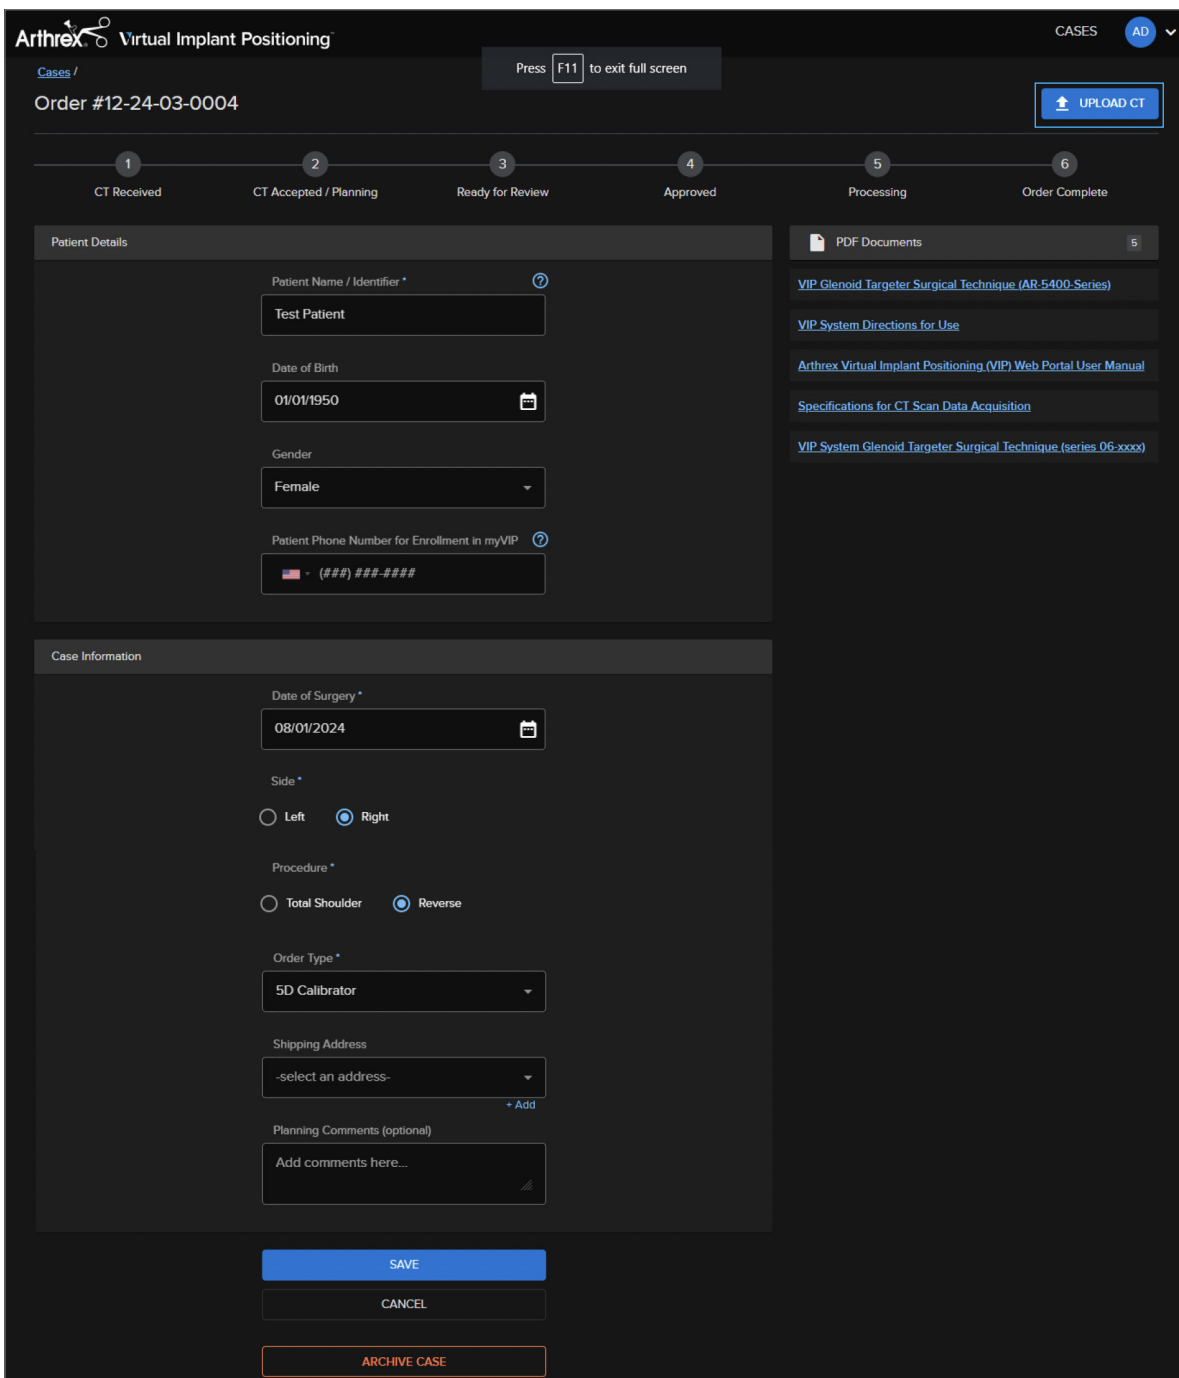 Arthrex Virtual Implant Positioning™
CASES
AD
Press F11 to exit full screen
Cases /
Order #12-24-03-0004
UPLOAD CT
1 2 3 4 5 6
CT Received CT Accepted / Planning Ready for Review Approved Processing Order Complete
Patient Details
Patient Name / Identifier *
Test Patient
Date of Birth
01/01/1950
Gender
Female
Patient Phone Number for Enrollment in myVIP
(###) ###-####
PDF Documents 5
VIP Glenoid Targeter Surgical Technique (AR-5400-Series)
VIP System Directions for Use
Arthrex Virtual Implant Positioning (VIP) Web Portal User Manual
Specifications for CT Scan Data Acquisition
VIP System Glenoid Targeter Surgical Technique (series 06-xxxx)
Case Information
Date of Surgery *
08/01/2024
Side *
Left Right
Procedure *
Total Shoulder Reverse
Order Type *
5D Calibrator
Shipping Address
-select an address-
+ Add
Planning Comments (optional)
Add comments here...
SAVE
CANCEL
ARCHIVE CASE